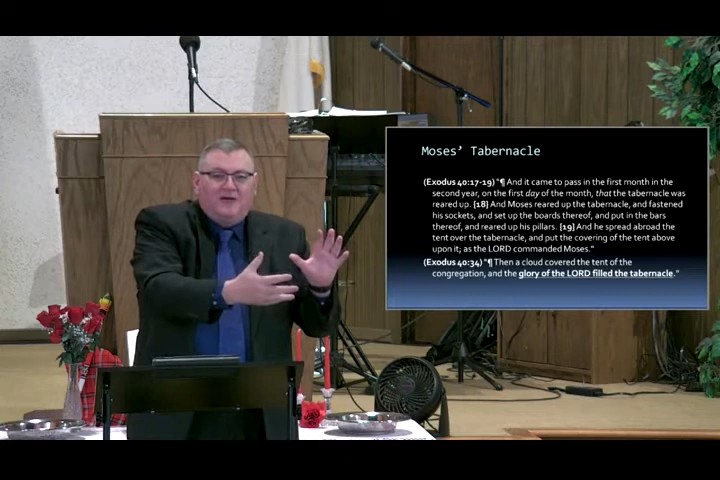 Moses' Tabernacle
(Exodus 40:17-19) "¶ And it came to pass in the first month in the
second year, on the first day of the month, that the tabernacle was
reared up. [18] And Moses reared up the tabernacle, and fastened
his sockets, and set up the boards thereof, and put in the bars
thereof, and reared up his pillars. [19] And he spread abroad the
tent over the tabernacle, and put the covering of the tent above
upon it; as the LORD commanded Moses."
(Exodus 40:34) "¶ Then a cloud covered the tent of the
congregation, and the glory of the LORD filled the tabernacle."